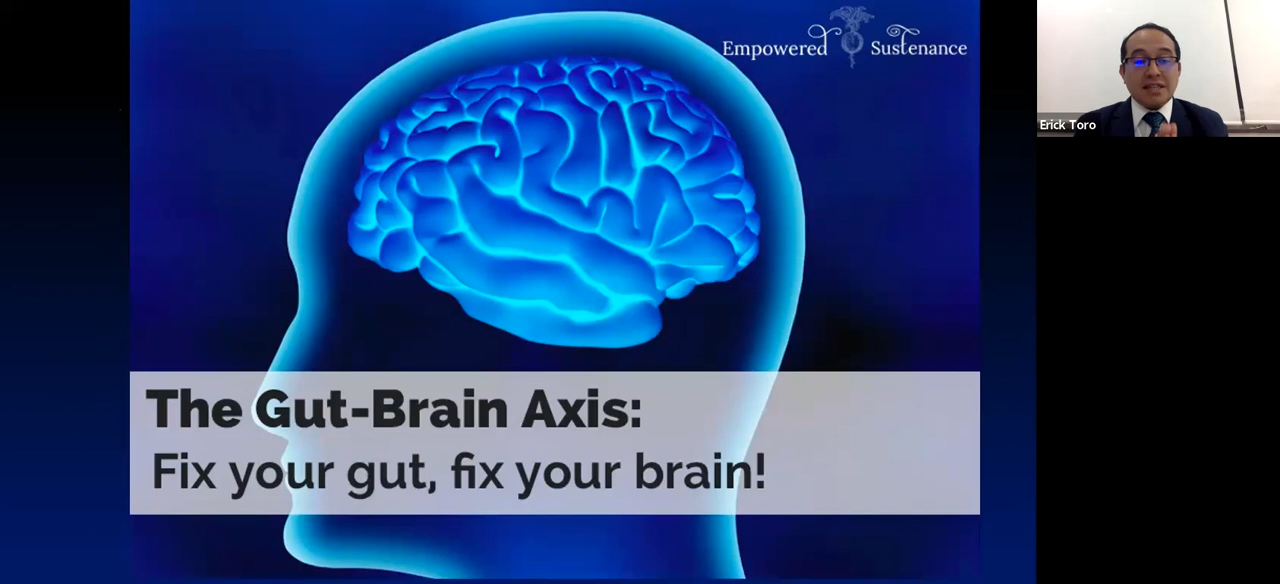 Empowered Sustenance
Erick Toro
The Gut-Brain Axis:
Fix your gut, fix your brain!